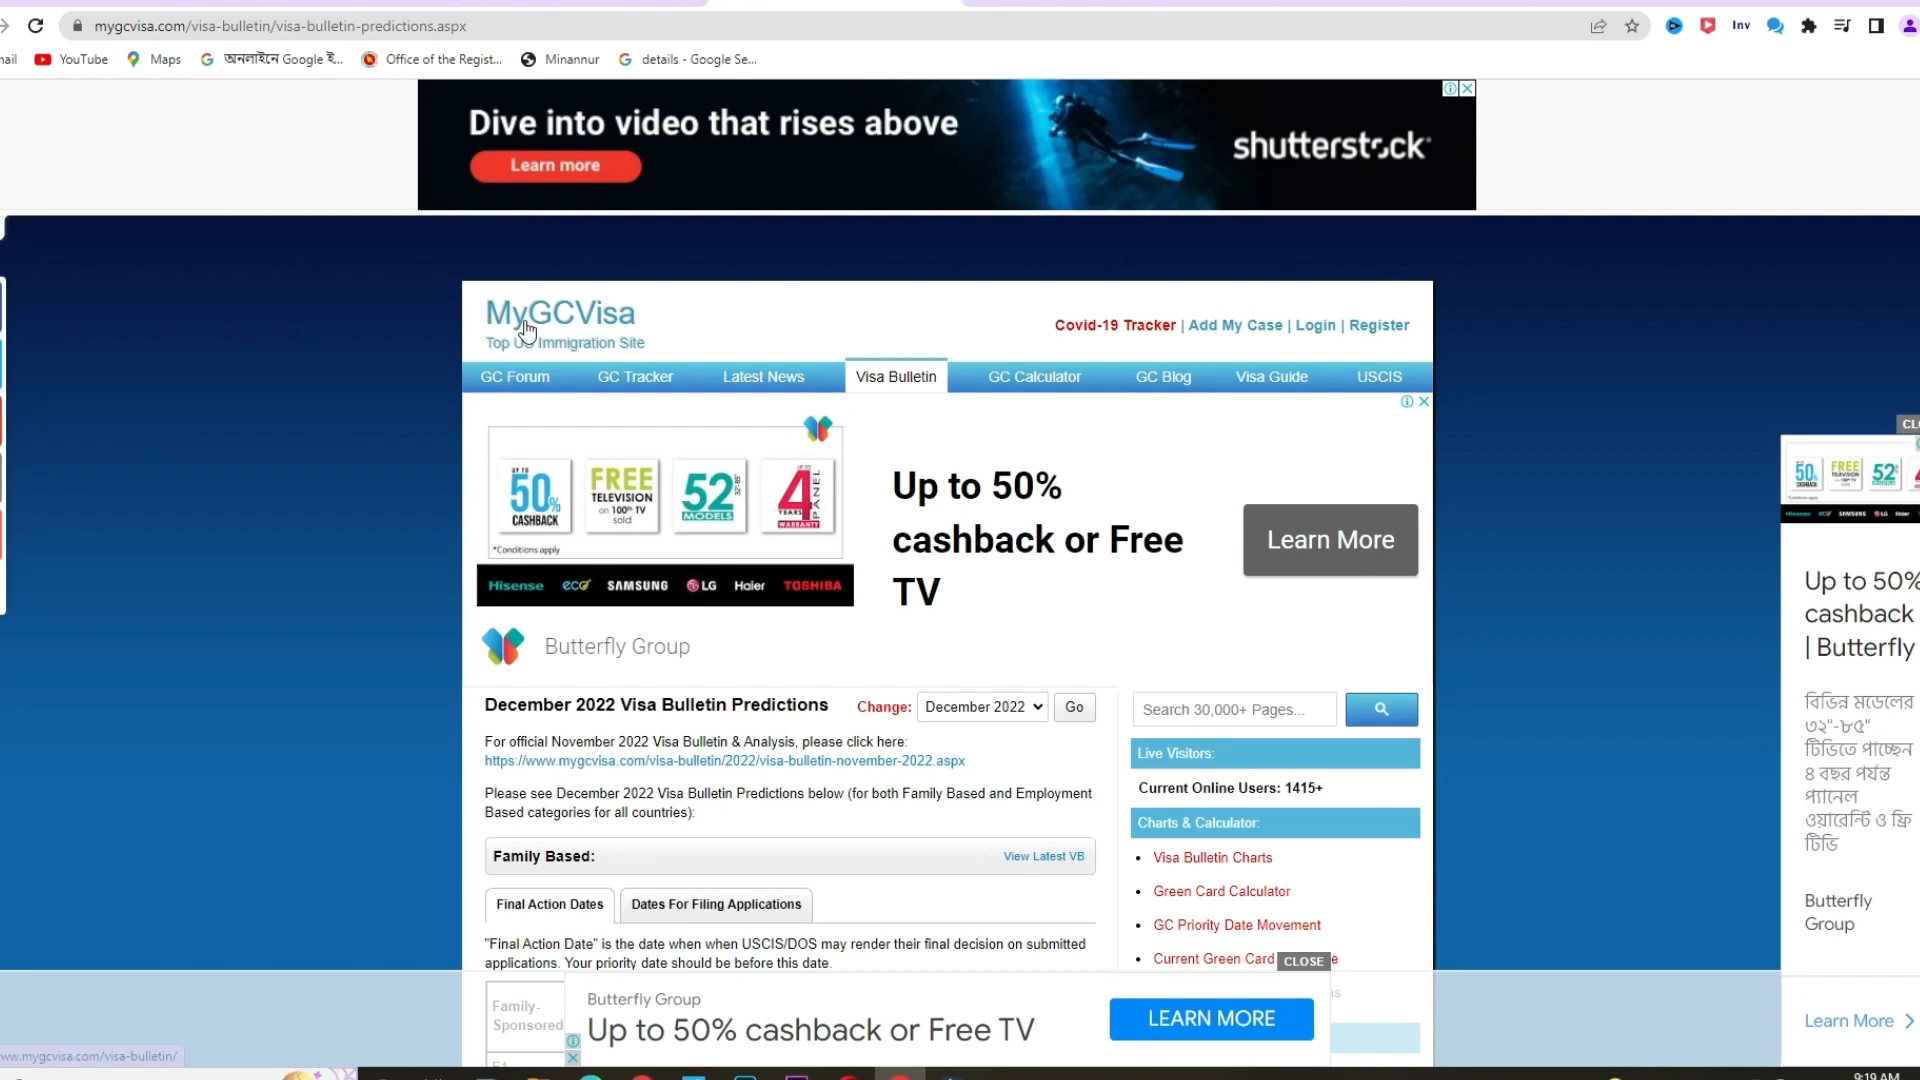 mygcvisa.com/visa-bulletin/visa-bulletin-predictions.aspx
Inv
YouTube
Maps
অনলাইনে Google ই...
Office of the Regist...
Minannur
details - Google Se...
Dive into video that rises above
Learn more
shutterstock
MyGCVisa
Top US Immigration Site
Covid-19 Tracker | Add My Case | Login | Register
GC Forum
GC Tracker
Latest News
Visa Bulletin
GC Calculator
GC Blog
Visa Guide
USCIS
UP TO 50% CASHBACK
FREE TELEVISION on 100th TV sold
52 MODELS 32"-85"
4 YEARS PANEL WARRANTY
*Conditions apply
Hisense eco SAMSUNG LG Haier TOSHIBA
Up to 50%
cashback or Free
TV
Learn More
Butterfly Group
December 2022 Visa Bulletin Predictions
Change: December 2022 Go
For official November 2022 Visa Bulletin & Analysis, please click here:
https://www.mygcvisa.com/visa-bulletin/2022/visa-bulletin-november-2022.aspx
Please see December 2022 Visa Bulletin Predictions below (for both Family Based and Employment
Based categories for all countries):
Family Based:
View Latest VB
Final Action Dates
Dates For Filing Applications
"Final Action Date" is the date when when USCIS/DOS may render their final decision on submitted
applications. Your priority date should be before this date.
Family-
Sponsored
Search 30,000+ Pages...
Live Visitors:
Current Online Users: 1415+
Charts & Calculator:
Visa Bulletin Charts
Green Card Calculator
GC Priority Date Movement
Current Green Card
CLOSE
Butterfly Group
Up to 50% cashback or Free TV
LEARN MORE
Up to 50%
cashback
| Butterfly
বিভিন্ন মডেলের
৩২"-৮৫"
টিভিতে পাচ্ছেন
৪ বছর পর্যন্ত
প্যানেল
ওয়ারেন্টি ও ফ্রি
টিভি
Butterfly
Group
Learn More
ww.mygcvisa.com/visa-bulletin/
9:19 AM